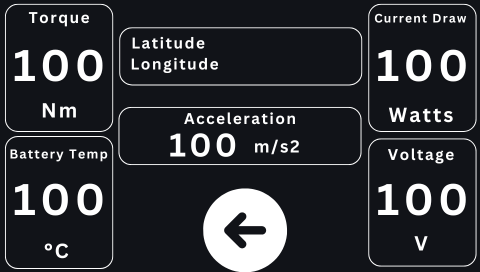 Torque
100
Nm
Latitude
Longitude
Current Draw
100
Watts
Acceleration
100 m/s2
Battery Temp
100
°C
Voltage
100
V